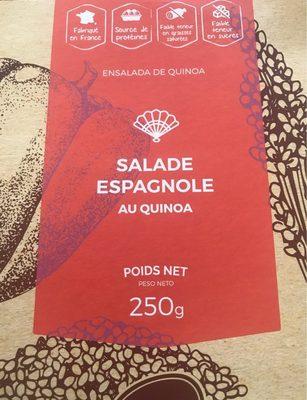 Fabriqué
en France
Source de
protéines
Faible teneur
en graisses
saturées
Faible
teneur
en sucres
ENSALADA DE QUINOA
SALADE
ESPAGNOLE
AU QUINOA
POIDS NET
PESO NETO
250g